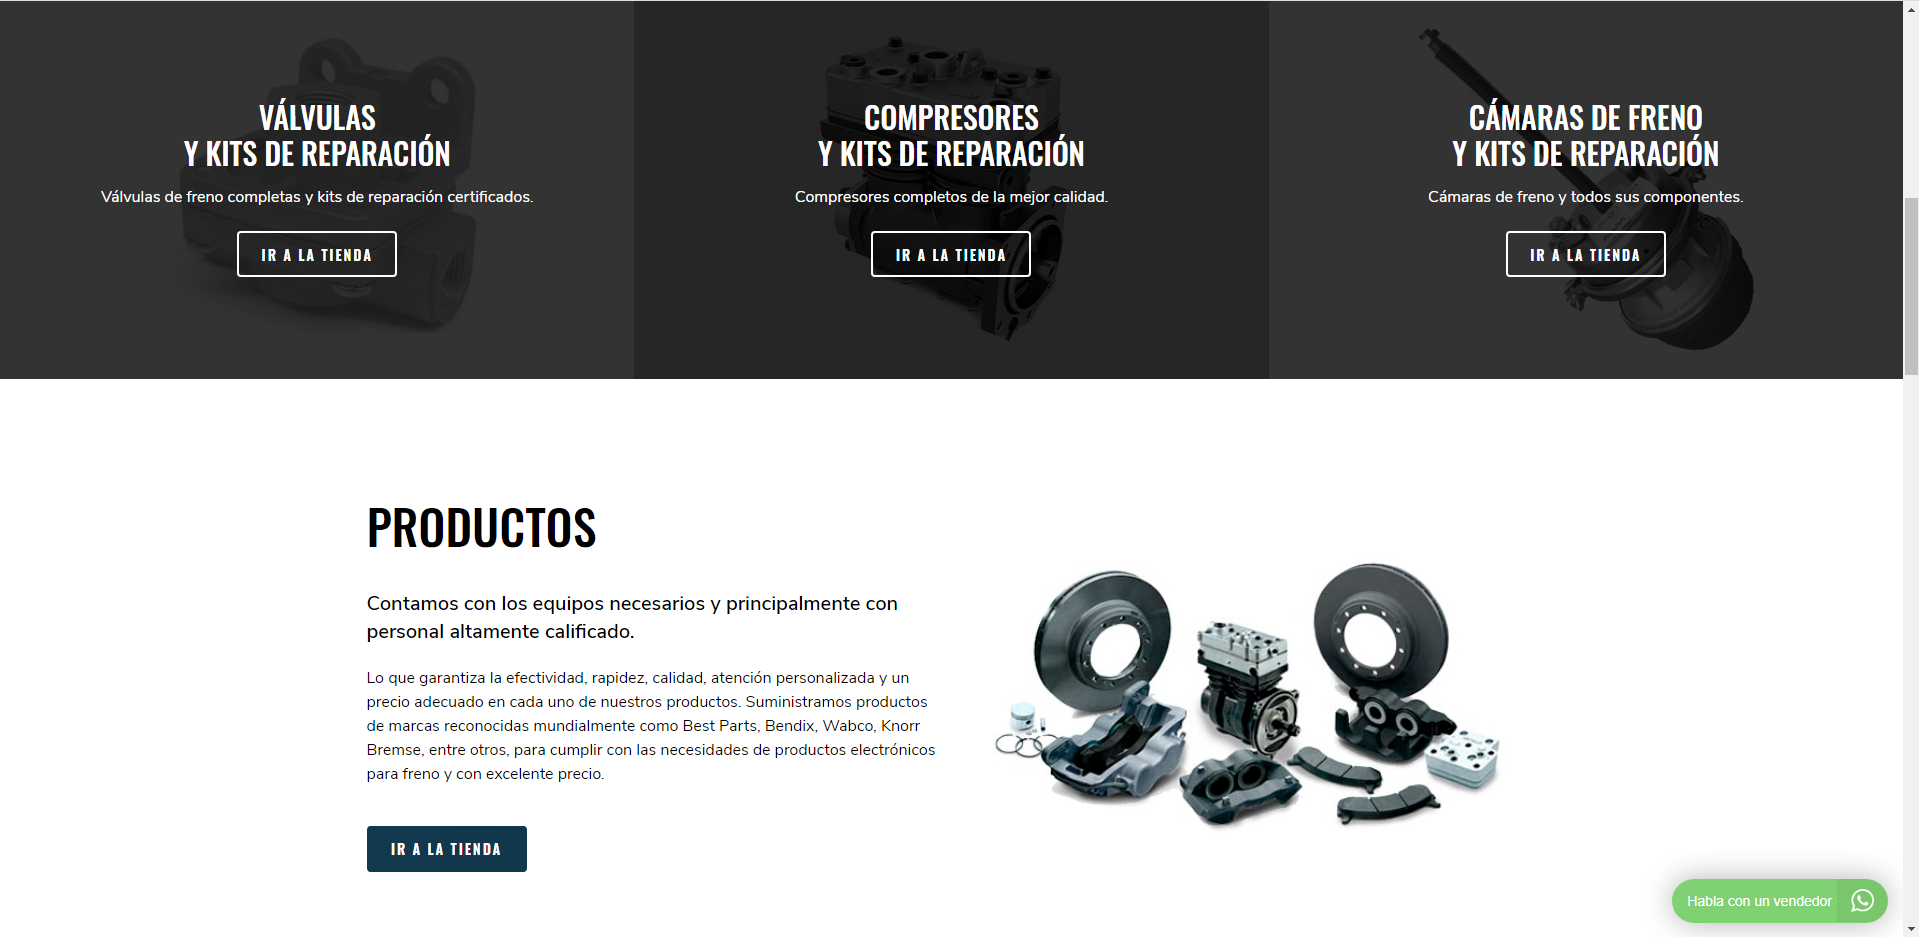 VÁLVULAS
Y KITS DE REPARACIÓN
Válvulas de freno completas y kits de reparación certificados.
IR A LA TIENDA
COMPRESORES
Y KITS DE REPARACIÓN
Compresores completos de la mejor calidad.
IR A LA TIENDA
CÁMARAS DE FRENO
Y KITS DE REPARACIÓN
Cámaras de freno y todos sus componentes.
IR A LA TIENDA
PRODUCTOS
Contamos con los equipos necesarios y principalmente con
personal altamente calificado.
Lo que garantiza la efectividad, rapidez, calidad, atención personalizada y un
precio adecuado en cada uno de nuestros productos. Suministramos productos
de marcas reconocidas mundialmente como Best Parts, Bendix, Wabco, Knorr
Bremse, entre otros, para cumplir con las necesidades de productos electrónicos
para freno y con excelente precio.
IR A LA TIENDA
Habla con un vendedor